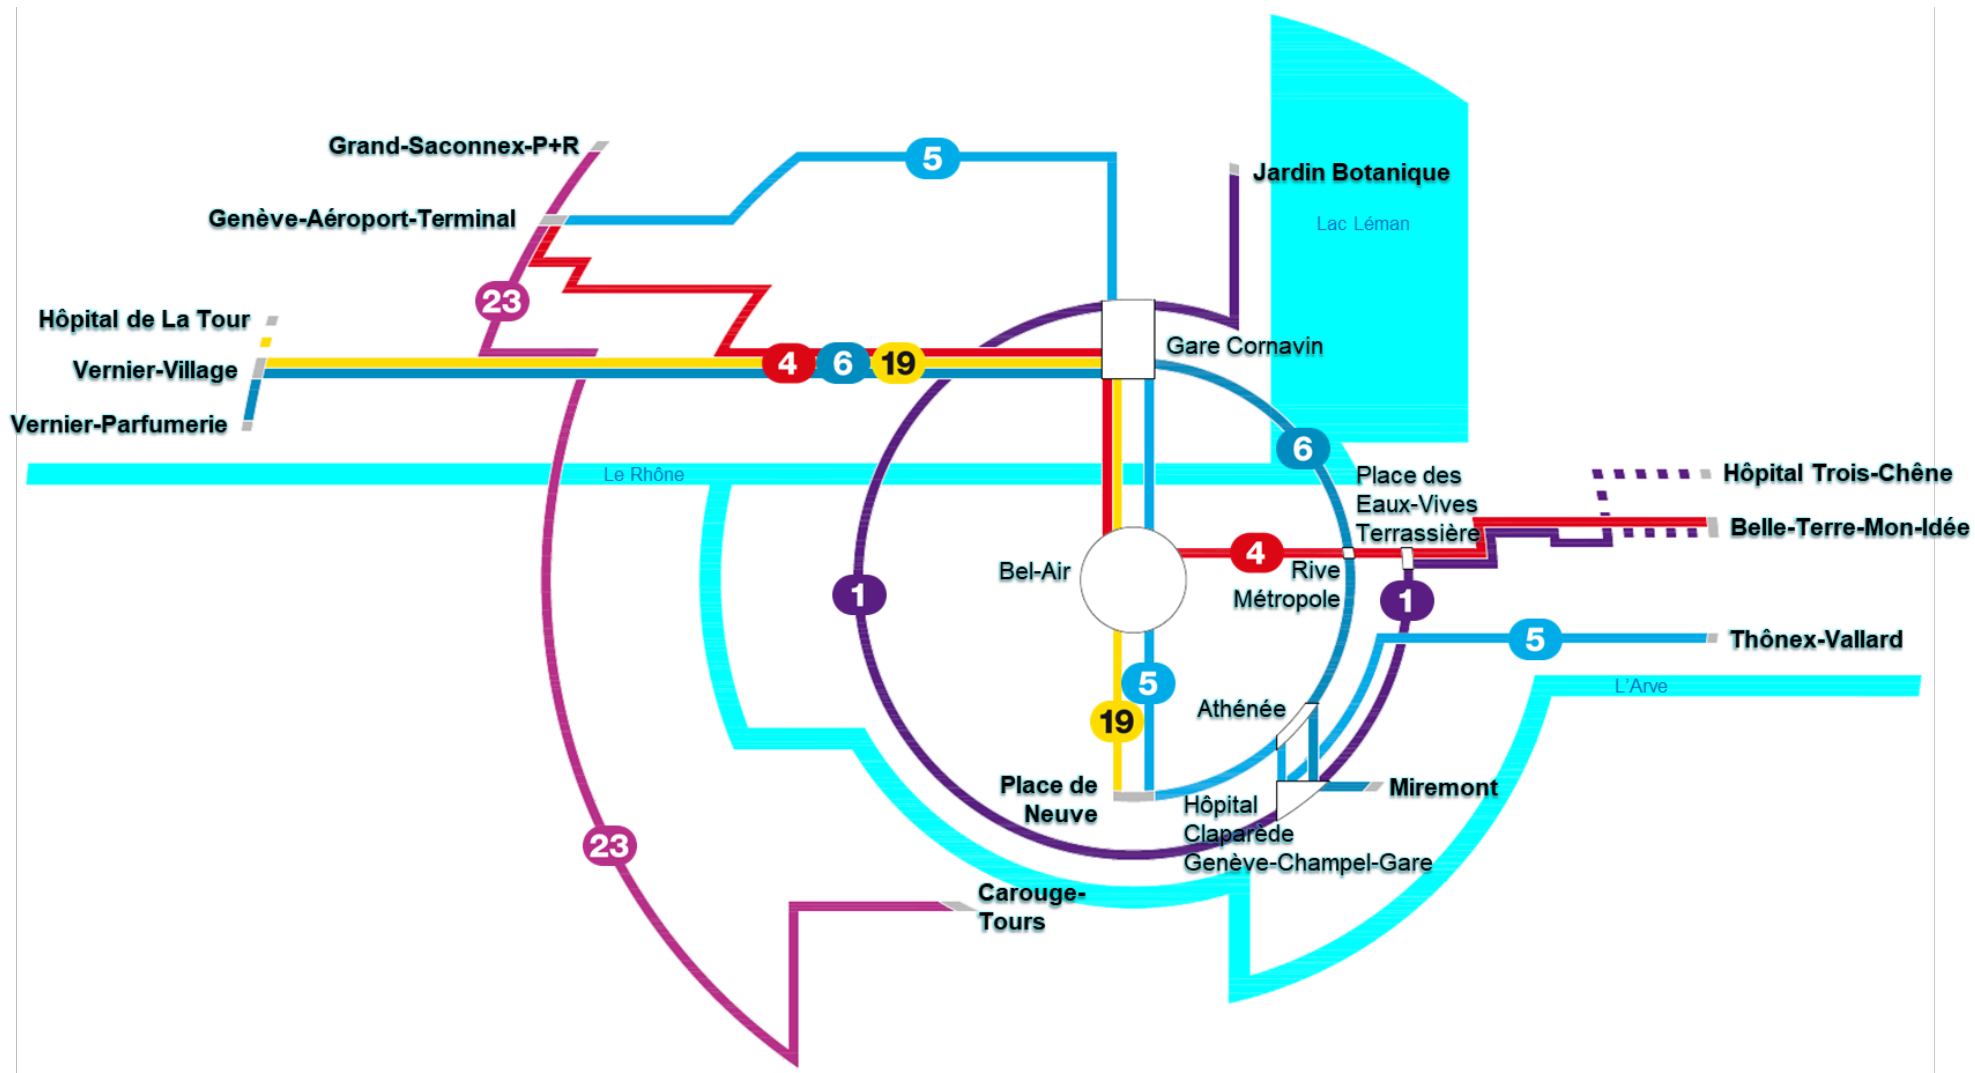 Grand-Saconnex-P+R
5
Jardin Botanique
Genève-Aéroport-Terminal
Lac Léman
23
Hôpital de La Tour
Gare Cornavin
4 6 19
Vernier-Village
Vernier-Parfumerie
6
Le Rhône
Place des
Eaux-Vives
Terrassière
Hôpital Trois-Chêne
Belle-Terre-Mon-Idée
4
Bel-Air
Rive
Métropole
1
1
5
Thônex-Vallard
5
L'Arve
Athénée
19
Place de
Neuve
Miremont
Hôpital
Claparède
Genève-Champel-Gare
23
Carouge-
Tours